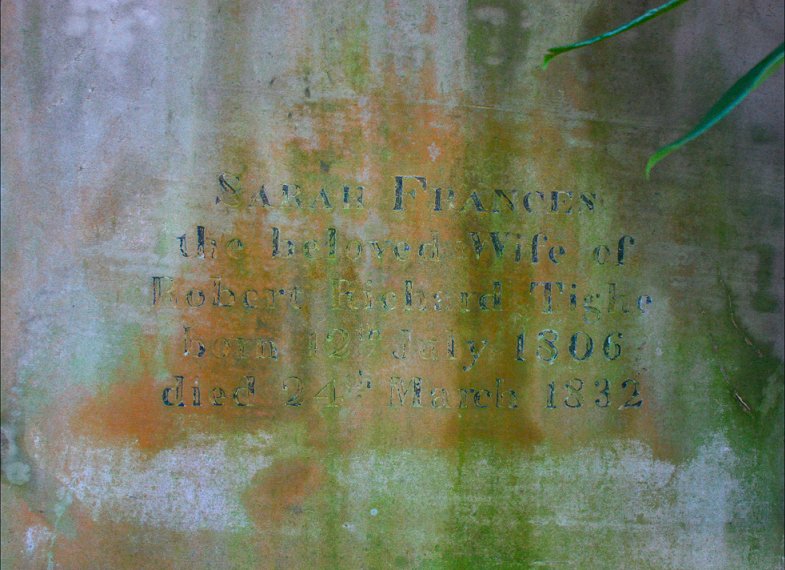 SARAH FRANCES
the beloved Wife of
Robert Richard Tighe
born 12th July 1806
died 24th March 1832